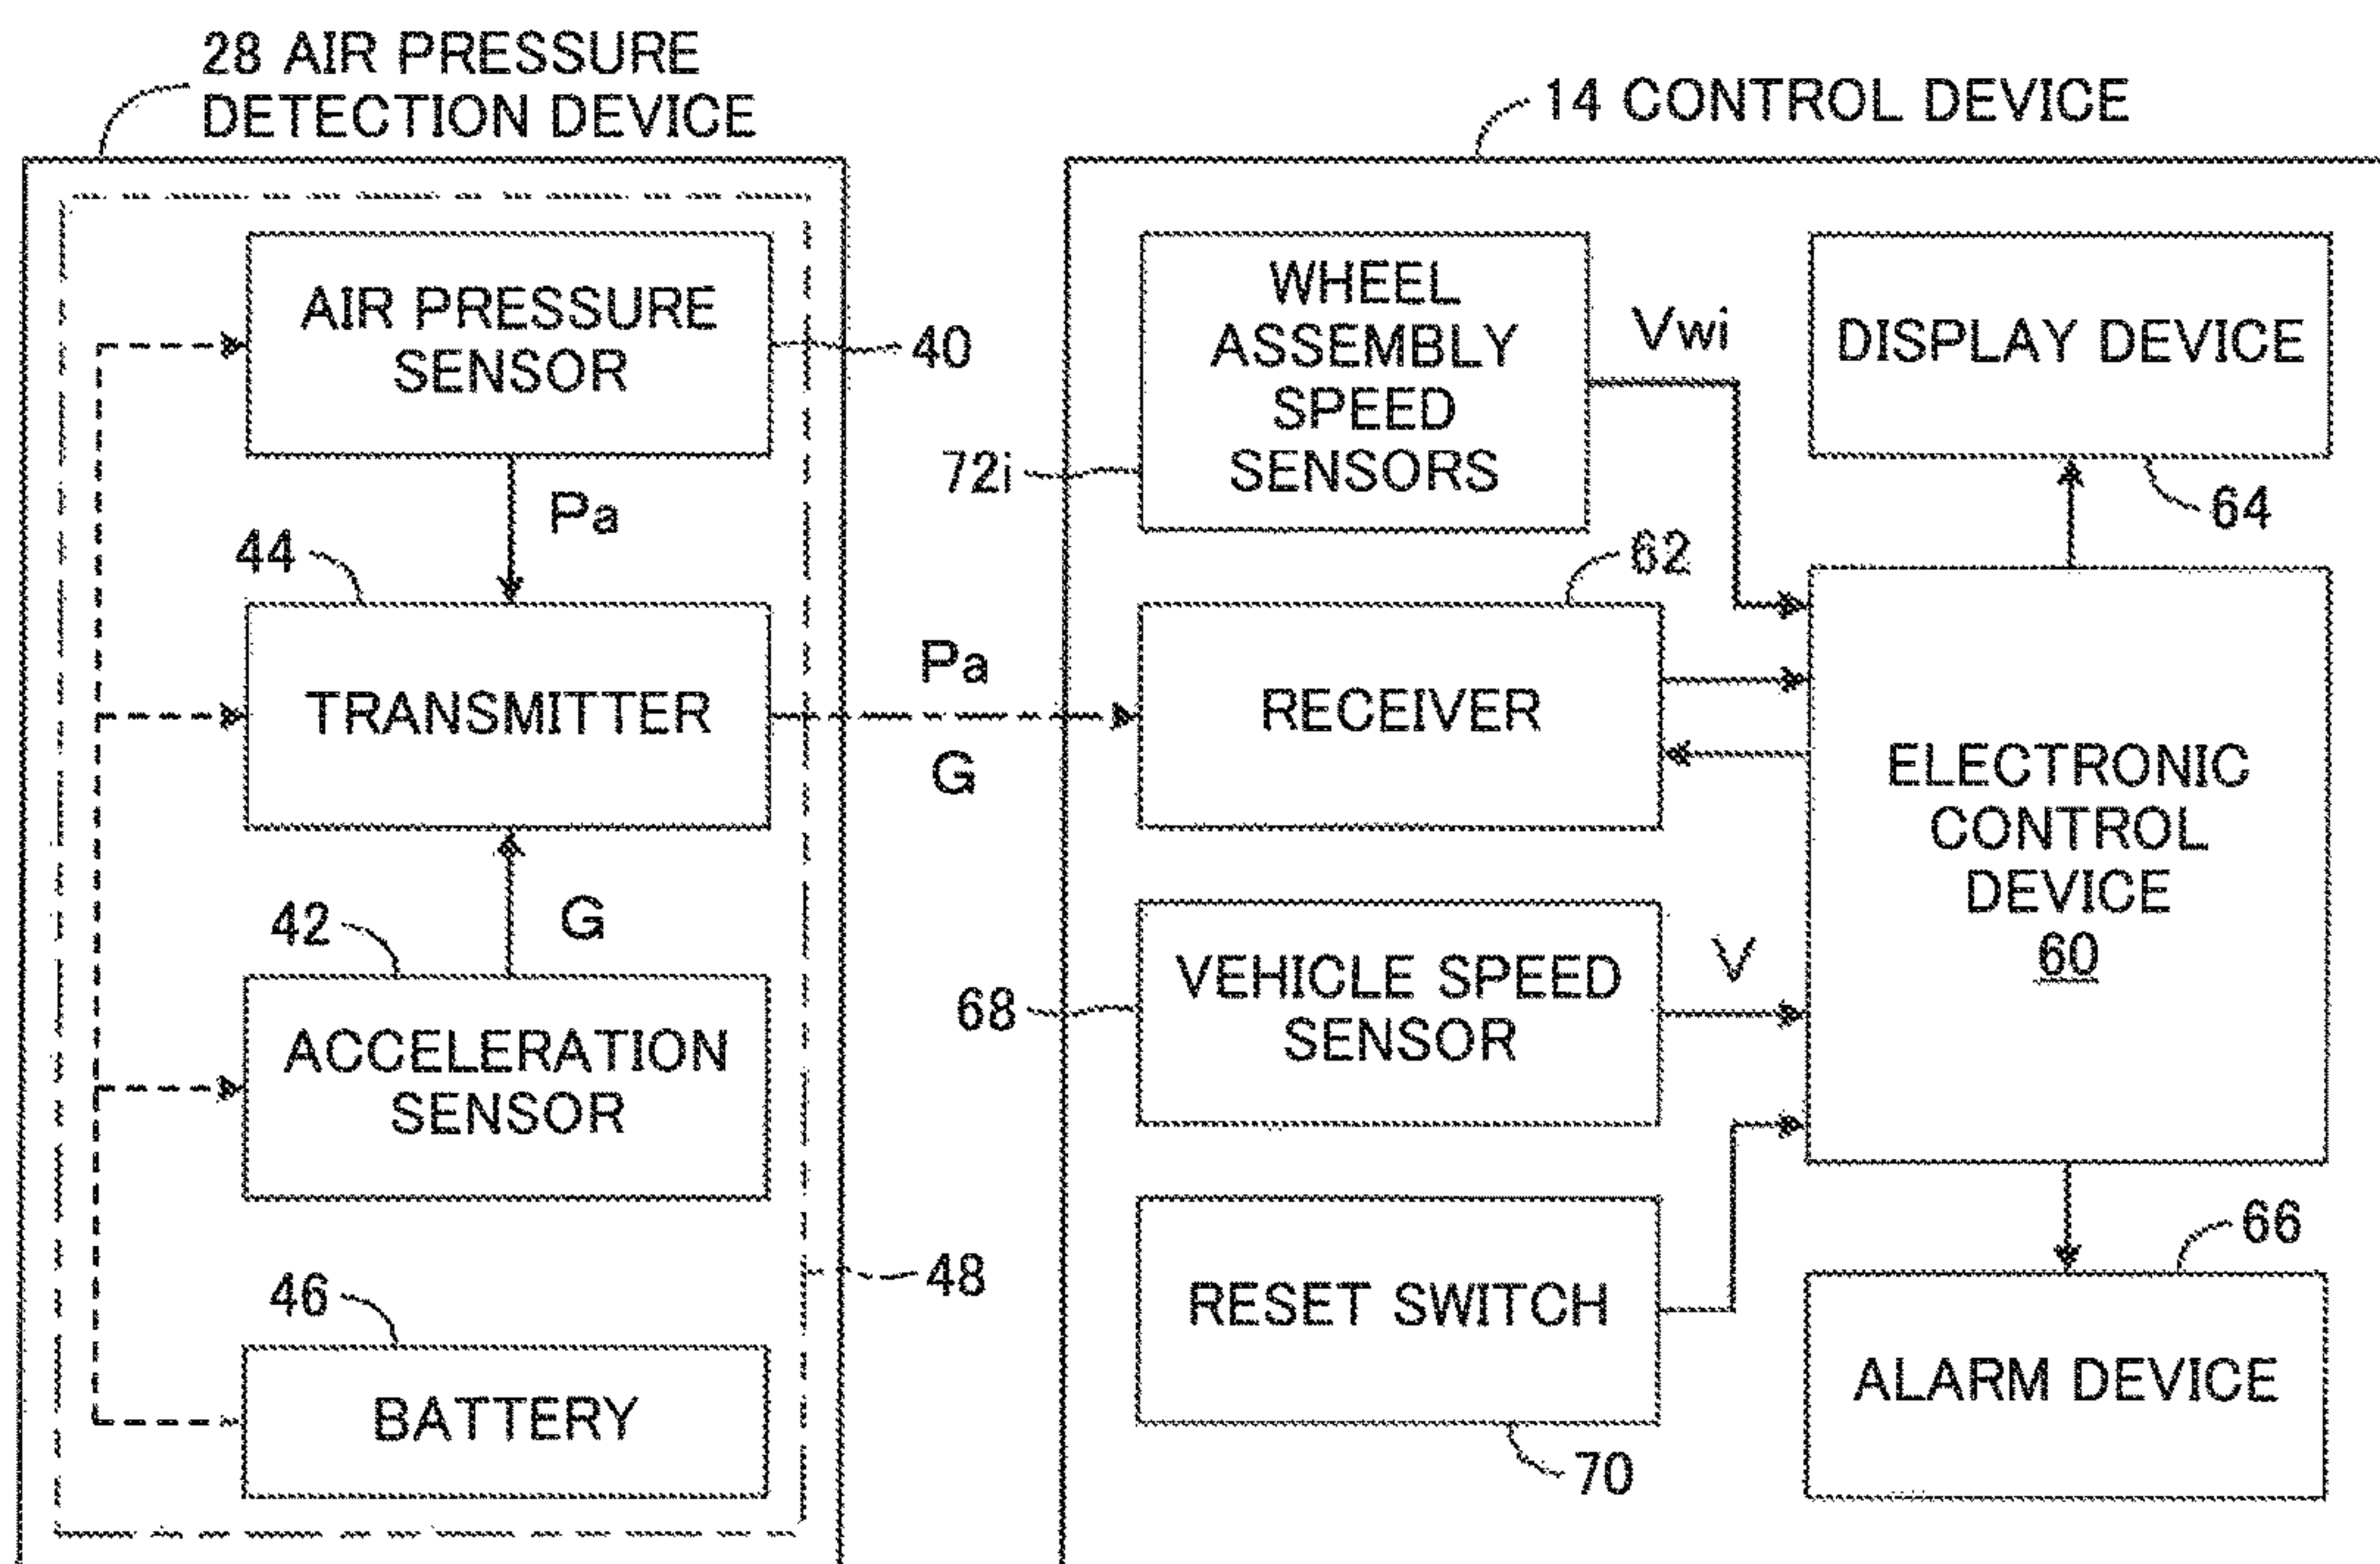 28 AIR PRESSURE
DETECTION DEVICE
AIR PRESSURE
SENSOR
40
Pa
44
TRANSMITTER
Pa
G
42
G
ACCELERATION
SENSOR
46
48
BATTERY
14 CONTROL DEVICE
WHEEL
ASSEMBLY
SPEED
SENSORS
72i
Vwi
DISPLAY DEVICE
64
62
RECEIVER
ELECTRONIC
CONTROL
DEVICE
60
68
VEHICLE SPEED
SENSOR
V
RESET SWITCH
70
66
ALARM DEVICE